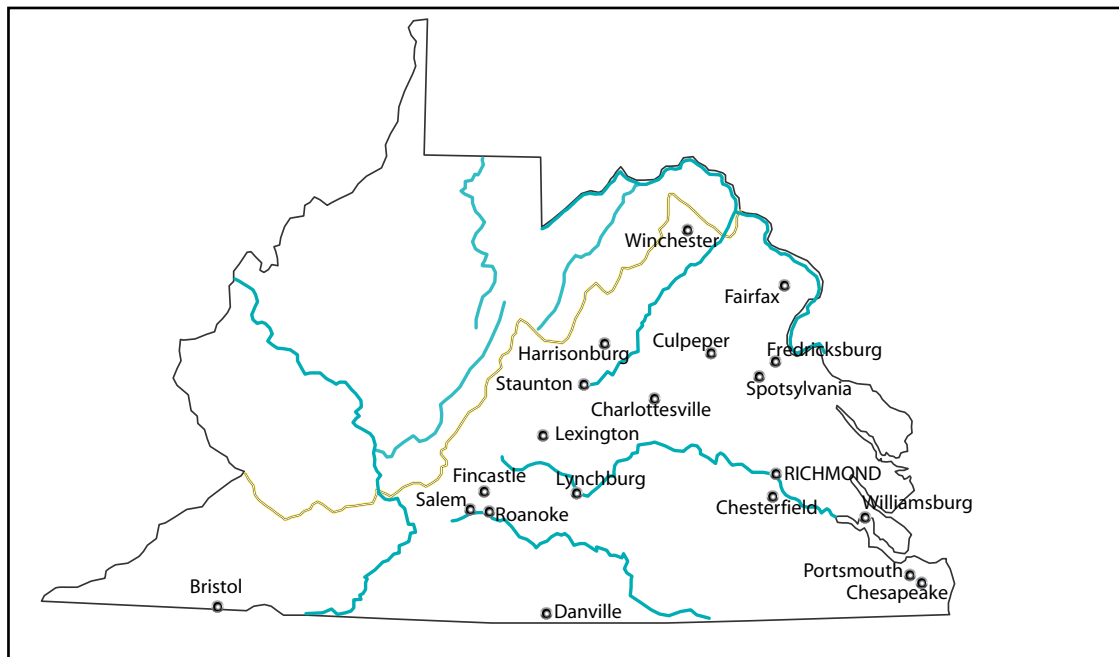 Winchester
Fairfax
Harrisonburg
Culpeper
Fredricksburg
Staunton
Spotsylvania
Charlottesville
Lexington
Fincastle
Lynchburg
RICHMOND
Salem
Roanoke
Chesterfield
Williamsburg
Portsmouth
Chesapeake
Bristol
Danville